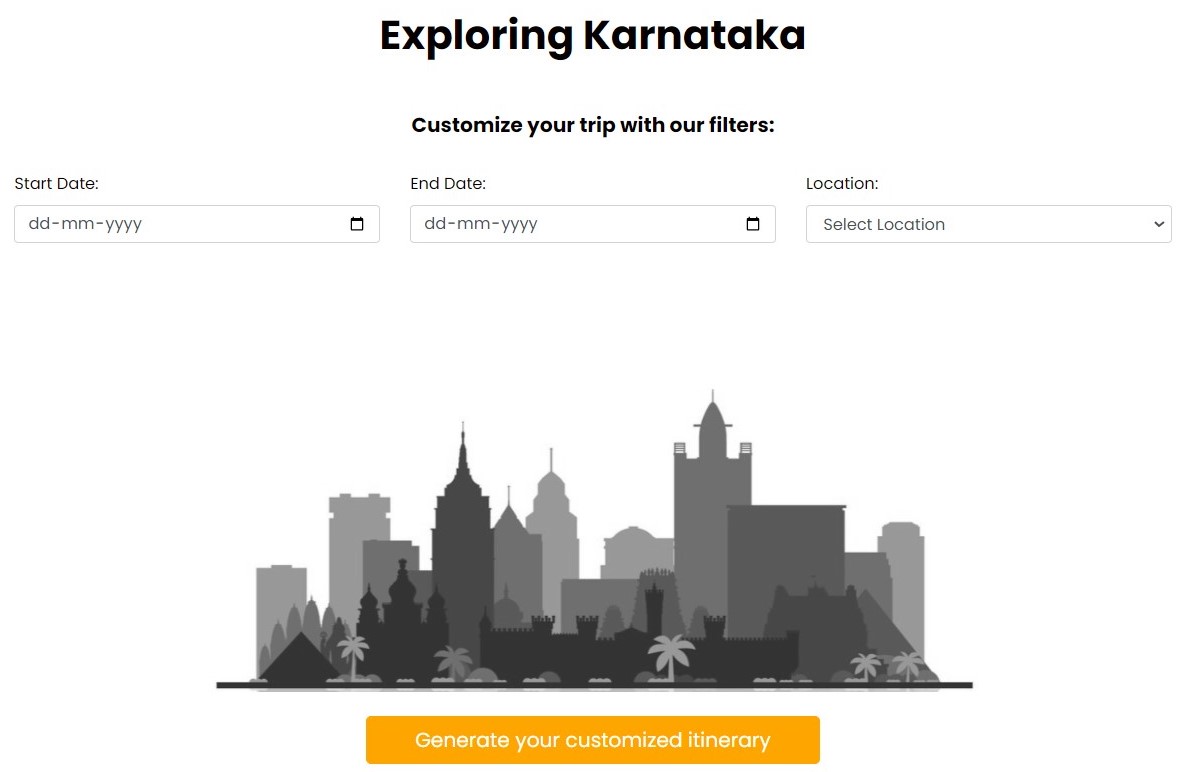 Exploring Karnataka
Customize your trip with our filters:
Start Date:
End Date:
Location:
dd-mm-yyyy
dd-mm-yyyy
Select Location
Generate your customized itinerary